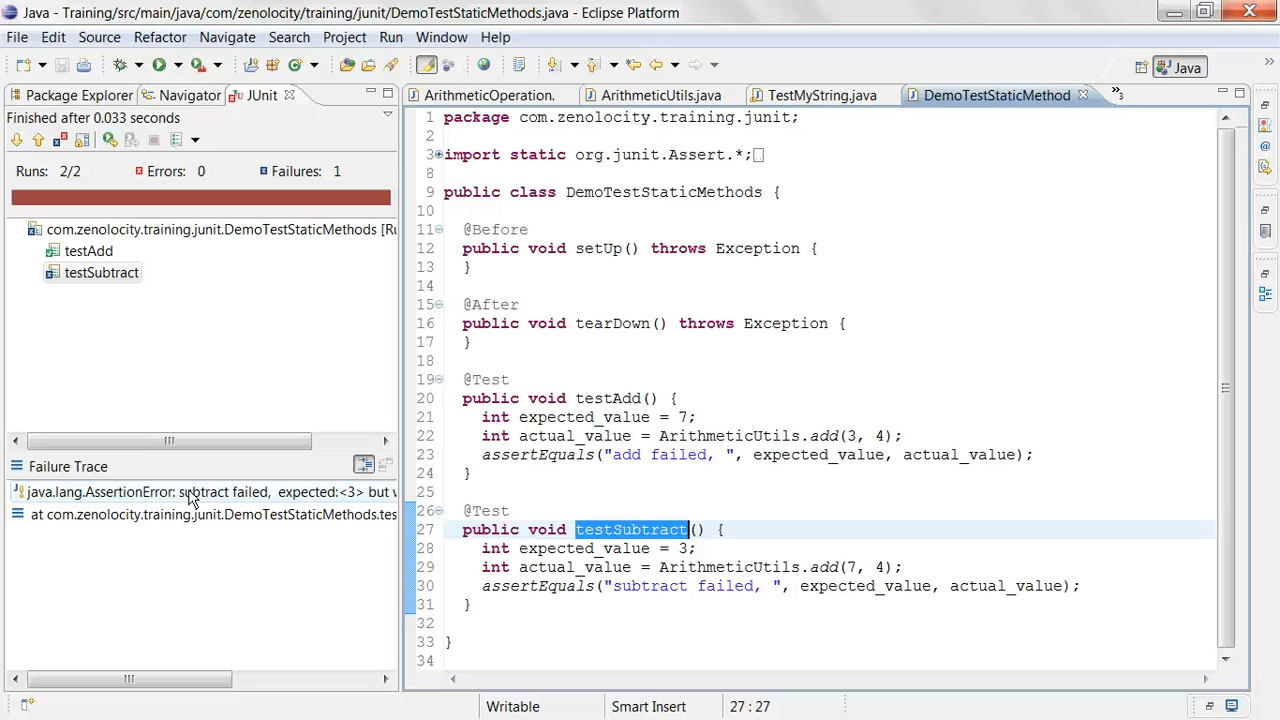 Java - Training/src/main/java/com/zenolocity/training/junit/DemoTestStaticMethods.java - Eclipse Platform
File Edit Source Refactor Navigate Search Project Run Window Help
Java
Package Explorer Navigator JUnit
Finished after 0.033 seconds
Runs: 2/2 Errors: 0 Failures: 1
com.zenolocity.training.junit.DemoTestStaticMethods [Ru
testAdd
testSubtract
Failure Trace
java.lang.AssertionError: subtract failed, expected:<3> but w
at com.zenolocity.training.junit.DemoTestStaticMethods.tes
ArithmeticOperation. ArithmeticUtils.java TestMyString.java DemoTestStaticMethod 3
1 package com.zenolocity.training.junit;
2
3 import static org.junit.Assert.*;
8
9 public class DemoTestStaticMethods {
10
11 @Before
12 public void setUp() throws Exception {
13 }
14
15 @After
16 public void tearDown() throws Exception {
17 }
18
19 @Test
20 public void testAdd() {
21 int expected_value = 7;
22 int actual_value = ArithmeticUtils.add(3, 4);
23 assertEquals("add failed, ", expected_value, actual_value);
24 }
25
26 @Test
27 public void testSubtract() {
28 int expected_value = 3;
29 int actual_value = ArithmeticUtils.add(7, 4);
30 assertEquals("subtract failed, ", expected_value, actual_value);
31 }
32
33 }
34
Writable Smart Insert 27 : 27